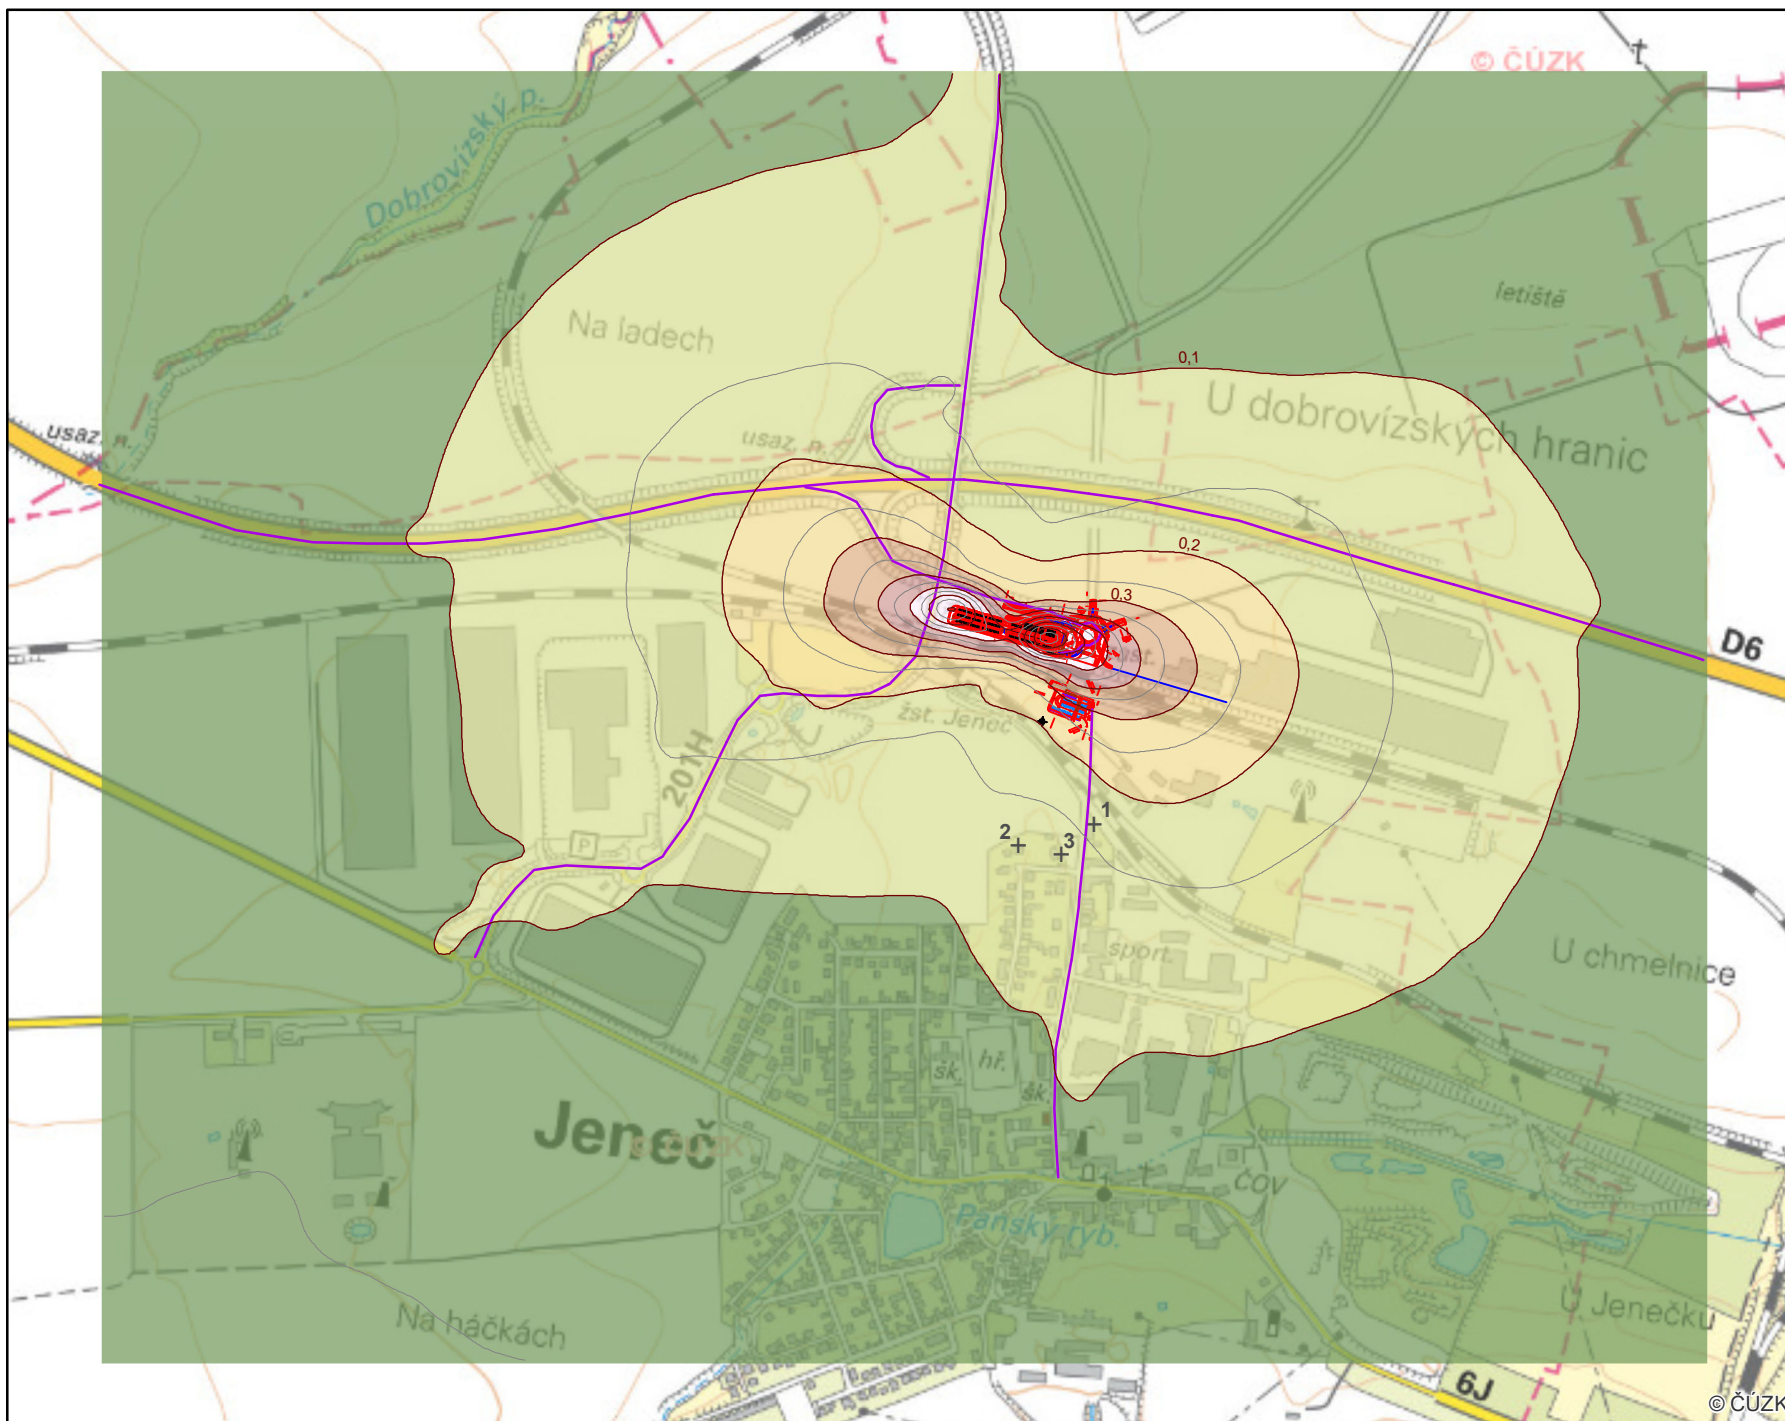 © ČÚZK
Dobrovízský p.
letiště
Na ladech
0,1
U dobrovízských hranic
usaz. n.
usaz. n.
0,2
0,3
D6
žst. Jeneč
201H
P
1
2
3
sport.
U chmelnice
hř.
šk.
šk.
Jeneč
© ČÚZK
ČOV
Panský ryb.
Na háčkách
U Jenečku
6J
© ČÚZK